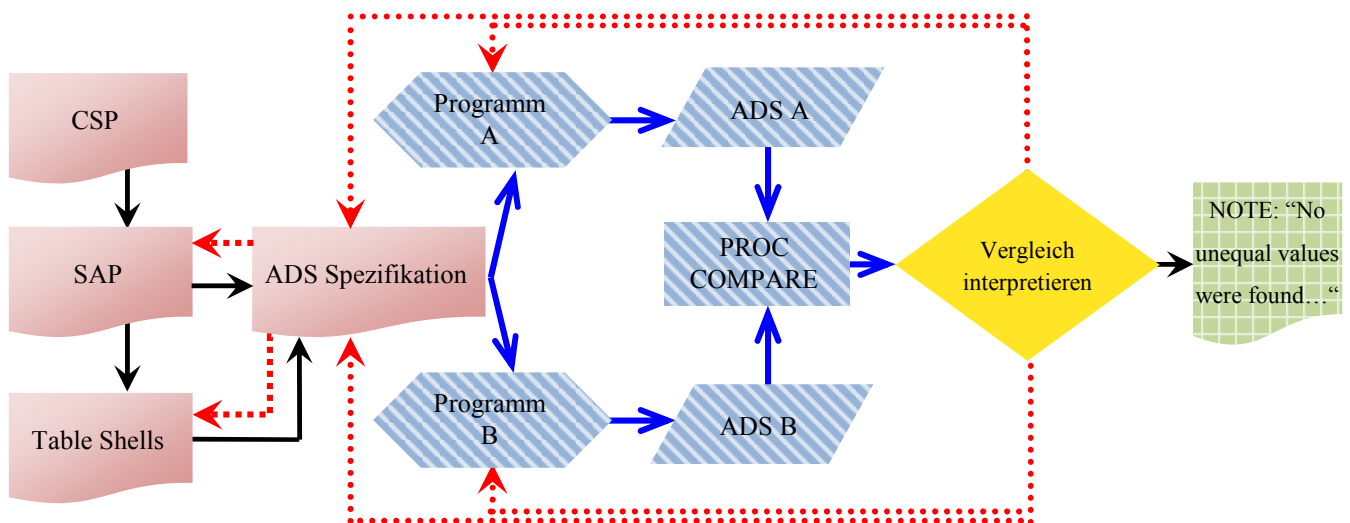 CSP
SAP
Table Shells
ADS Spezifikation
Programm
A
Programm
B
ADS A
PROC
COMPARE
ADS B
Vergleich
interpretieren
NOTE: “No
unequal values
were found…“